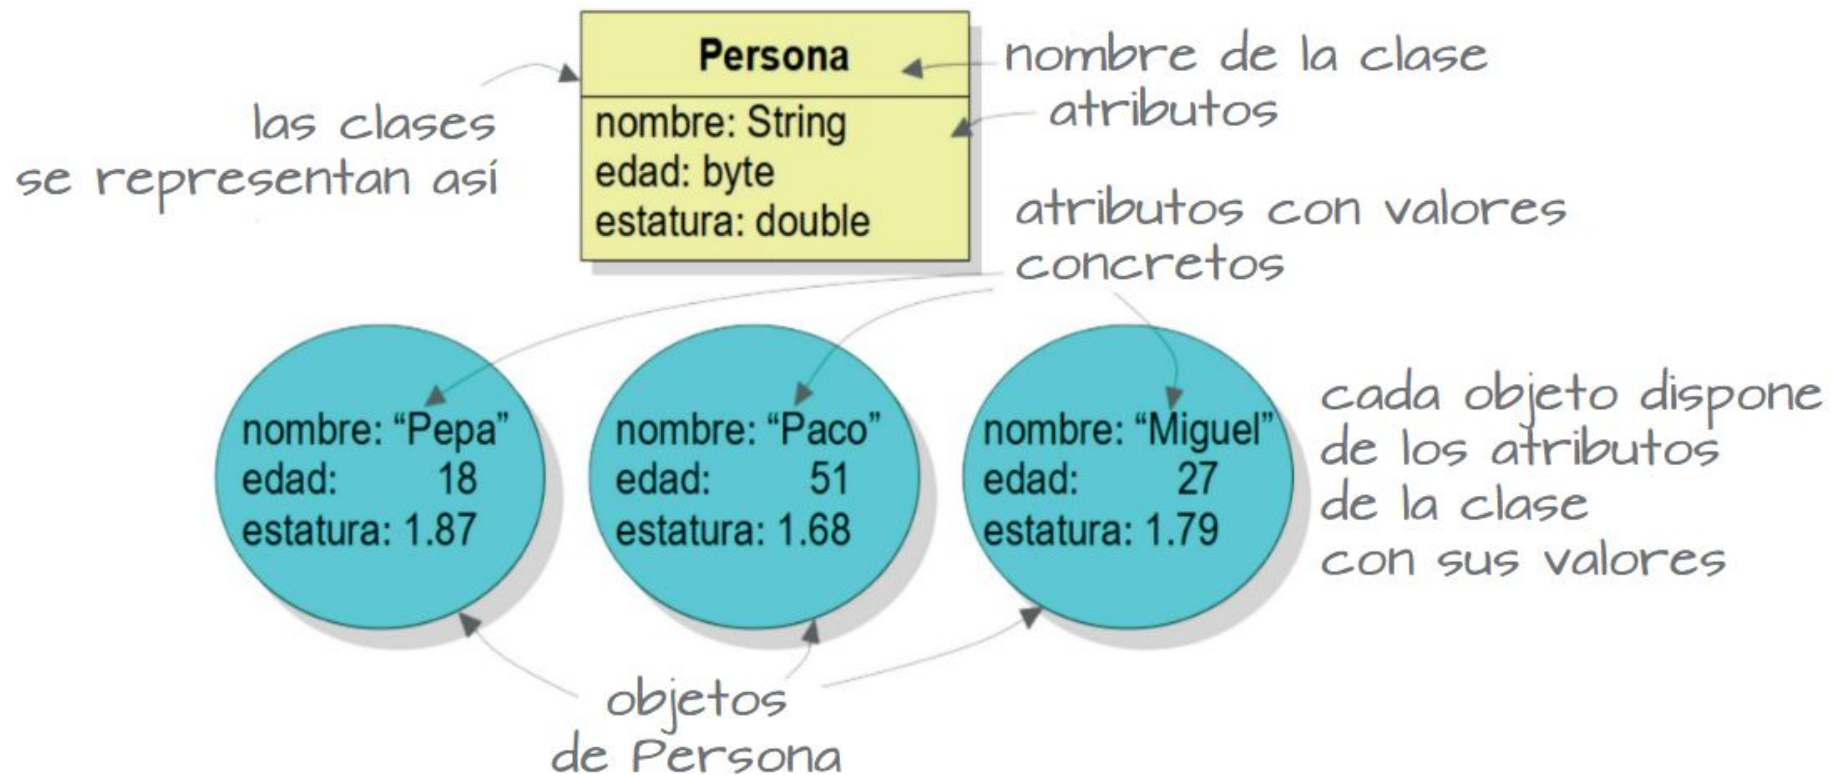 Persona
nombre: String
edad: byte
estatura: double
nombre de la clase
atributos
las clases
se representan así
atributos con valores
concretos
nombre: “Pepa”
edad: 18
estatura: 1.87
nombre: “Paco”
edad: 51
estatura: 1.68
nombre: “Miguel”
edad: 27
estatura: 1.79
cada objeto dispone
de los atributos
de la clase
con sus valores
objetos
de Persona